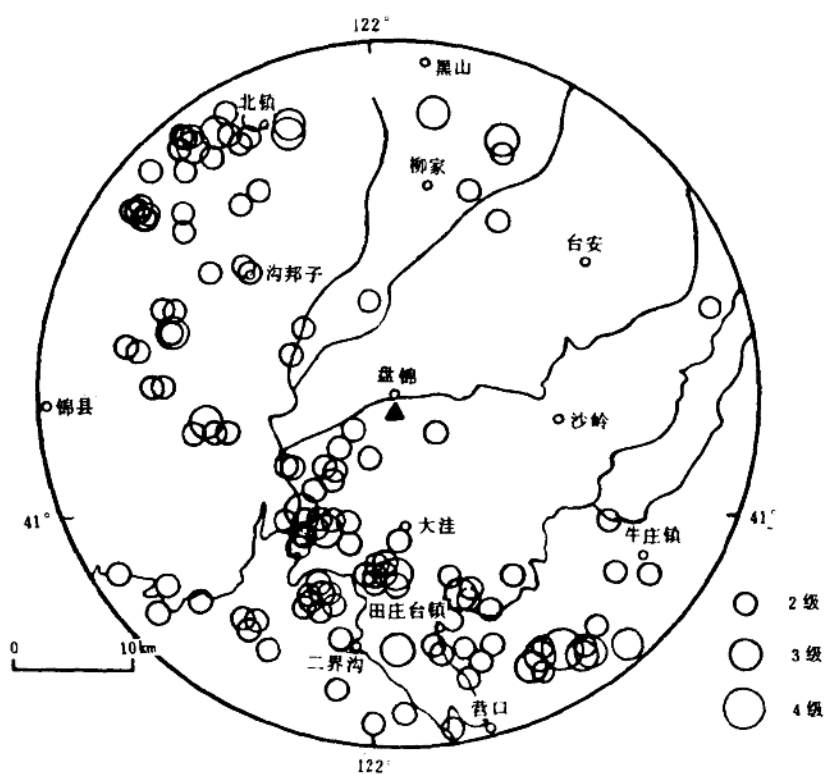 122°
黑山
北镇
柳家
台安
沟邦子
盘锦
锦县
沙岭
41°
大洼
41°
牛庄镇
2级
田庄台镇
0 10km
二界沟
3级
营口
4级
122°